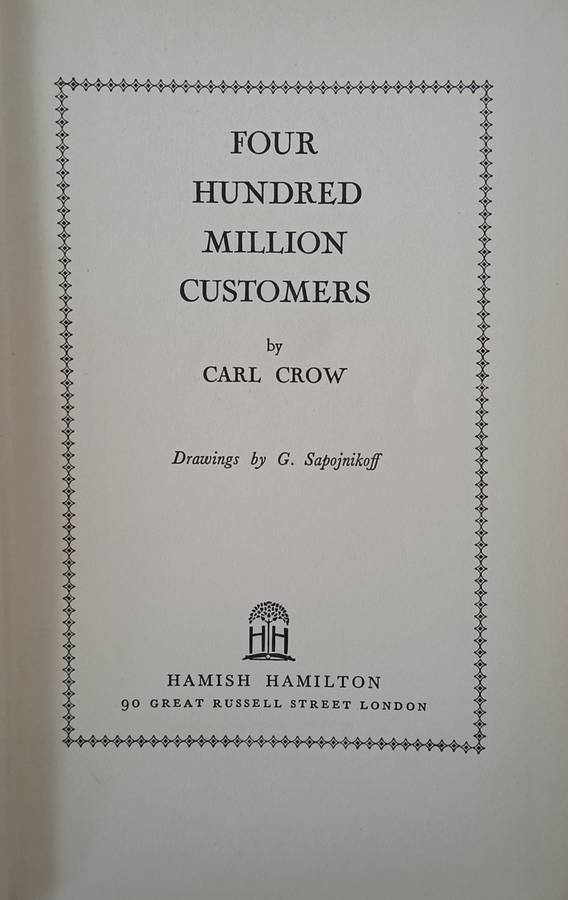 FOUR
HUNDRED
MILLION
CUSTOMERS
by
CARL CROW
Drawings by G. Sapojnikoff
HH
HAMISH HAMILTON
90 GREAT RUSSELL STREET LONDON